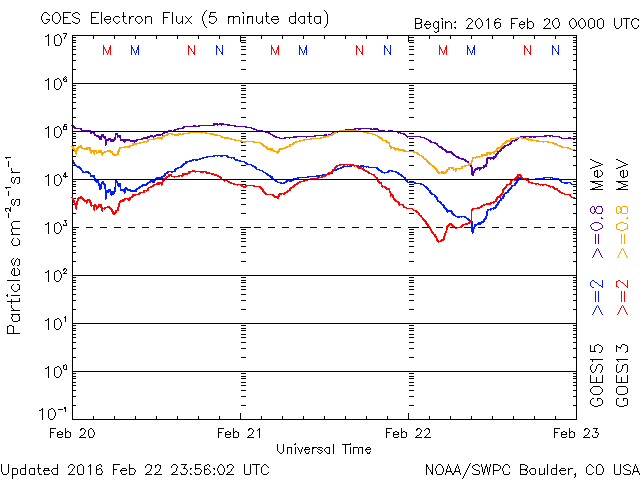 GOES Electron Flux (5 minute data)
Begin: 2016 Feb 20 0000 UTC
M M N N M M N N M M N N
10⁷
10⁶
10⁵
10⁴
10³
10²
10¹
10⁰
10⁻¹
Particles cm⁻²s⁻¹sr⁻¹
Feb 20 Feb 21 Feb 22 Feb 23
Universal Time
GOES15 >=2 >=0.8 MeV
GOES13 >=2 >=0.8 MeV
Updated 2016 Feb 22 23:56:02 UTC
NOAA/SWPC Boulder, CO USA